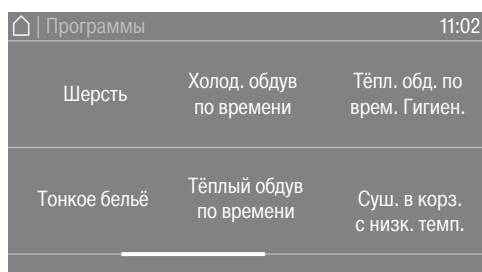 | Программы 11:02
Шерсть
Холод. обдув
по времени
Тёпл. обд. по
врем. Гигиен.
Тонкое бельё
Тёплый обдув
по времени
Суш. в корз.
с низк. темп.